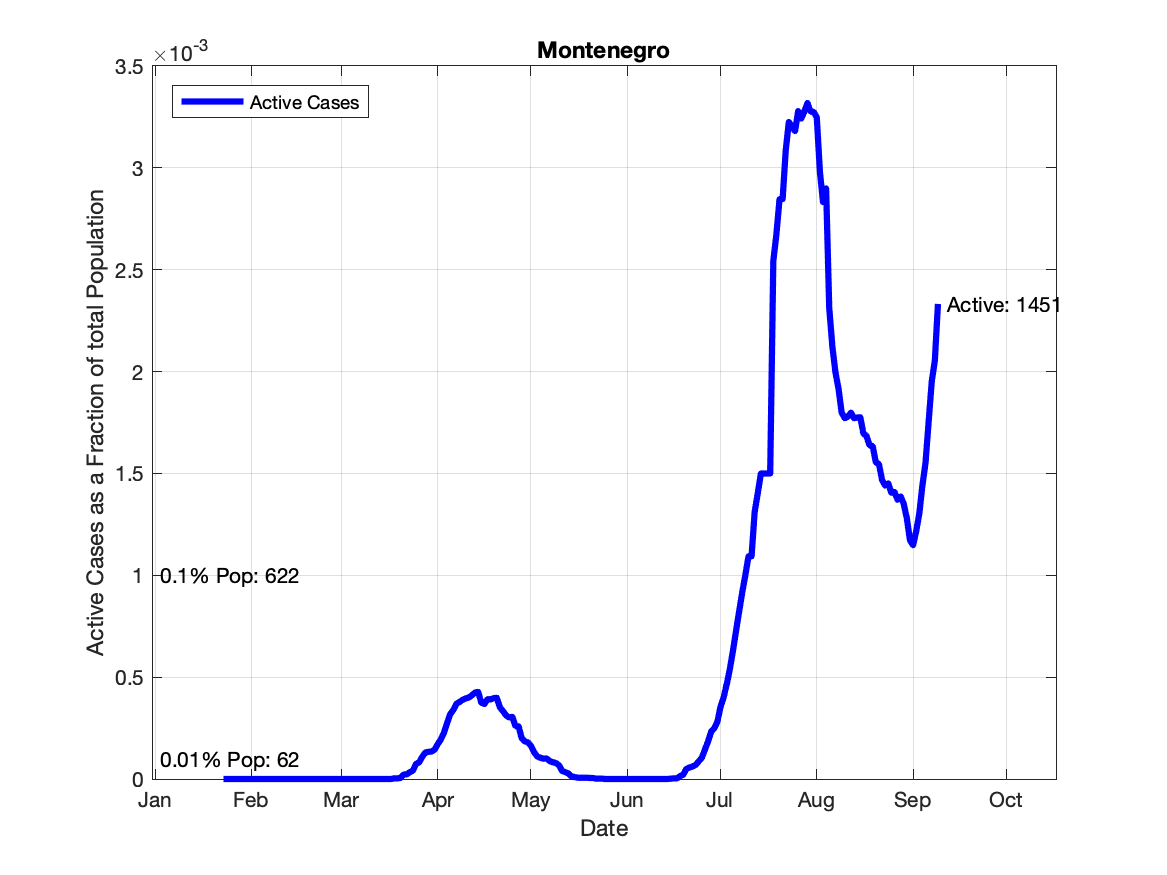 Montenegro
×10-3
Active Cases
3.5
3
2.5
2
1.5
1
0.5
0
Active Cases as a Fraction of total Population
Active: 1451
0.1% Pop: 622
0.01% Pop: 62
Jan Feb Mar Apr May Jun Jul Aug Sep Oct
Date